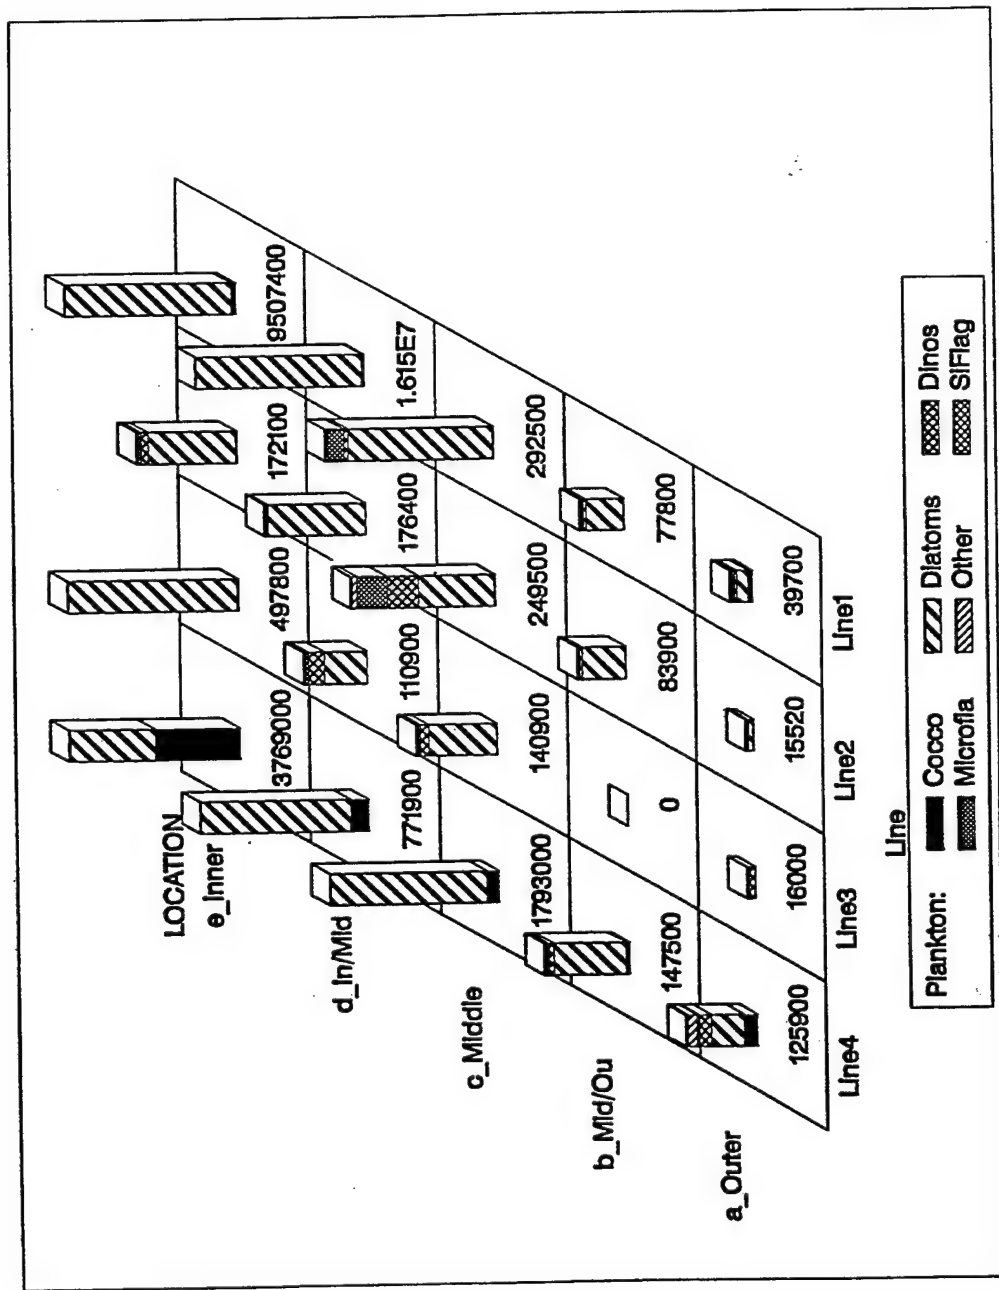 LOCATION
e_Inner
3769000 497800 172100 9507400
d_In/Mid
771900 110900 176400 1.615E7
c_Middle
1793000 140900 249500 292500
b_Mid/Ou
147500 0 83900 77800
a_Outer
125900 16000 15520 39700
Line4 Line3 Line2 Line1
Line
Plankton: Cocco Diatoms Dinos
Microfla Other SiFlag